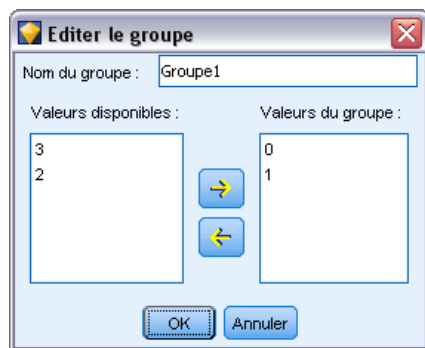 Editer le groupe
Nom du groupe : Groupe1
Valeurs disponibles : Valeurs du groupe :
3 0
2 1
OK Annuler